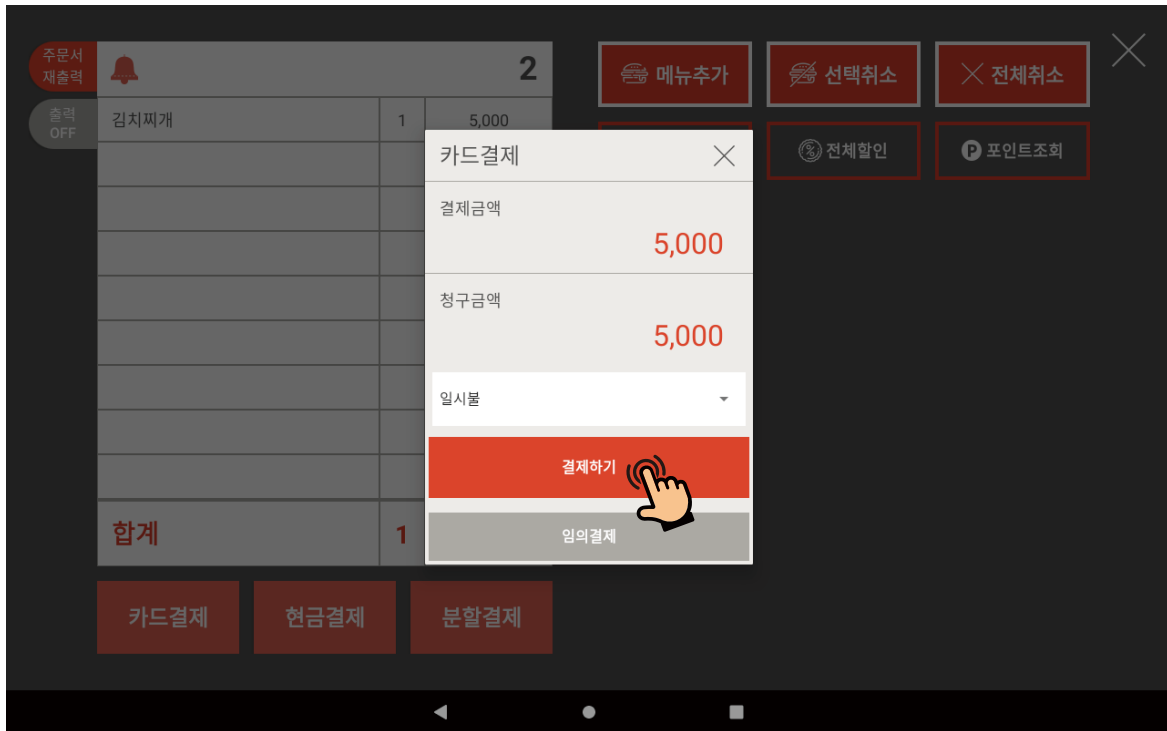 주문서
재출력
2
메뉴추가
선택취소
전체취소
출력
OFF
김치찌개 1 5,000
전체할인
P 포인트조회
카드결제
결제금액
5,000
청구금액
5,000
일시불
결제하기
임의결제
합계 1
카드결제
현금결제
분할결제